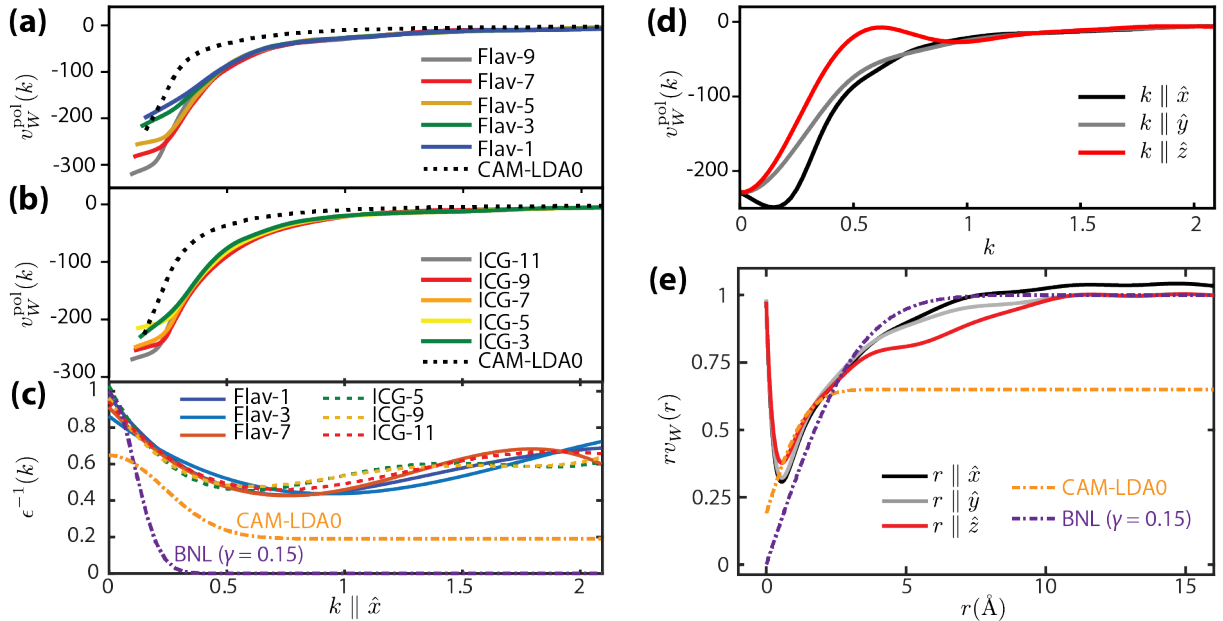 (a)
0
-100
-200
-300
v_W^pol(k)
Flav-9
Flav-7
Flav-5
Flav-3
Flav-1
CAM-LDA0
(b)
0
-100
-200
-300
v_W^pol(k)
ICG-11
ICG-9
ICG-7
ICG-5
ICG-3
CAM-LDA0
(c)
1
0.8
0.6
0.4
0.2
0
ϵ^-1(k)
Flav-1
Flav-3
Flav-7
ICG-5
ICG-9
ICG-11
CAM-LDA0
BNL (γ = 0.15)
0 0.5 1 1.5 2
k ∥ x̂
(d)
0
-100
-200
v_W^pol(k)
k ∥ x̂
k ∥ ŷ
k ∥ ẑ
0 0.5 1 1.5 2
k
(e)
1
0.75
0.5
0.25
0
rv_W(r)
r ∥ x̂
r ∥ ŷ
r ∥ ẑ
CAM-LDA0
BNL (γ = 0.15)
0 5 10 15
r(Å)